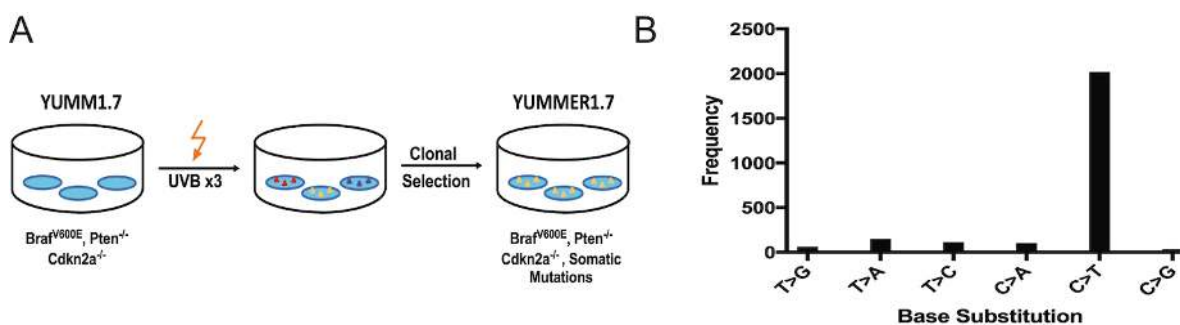 A
YUMM1.7
UVB x3
Clonal
Selection
YUMMER1.7
Braf^V600E, Pten^-/-
Cdkn2a^-/-
Braf^V600E, Pten^-/-
Cdkn2a^-/-, Somatic
Mutations
B
Frequency
2500
2000
1500
1000
500
0
T>G
T>A
T>C
C>A
C>T
C>G
Base Substitution